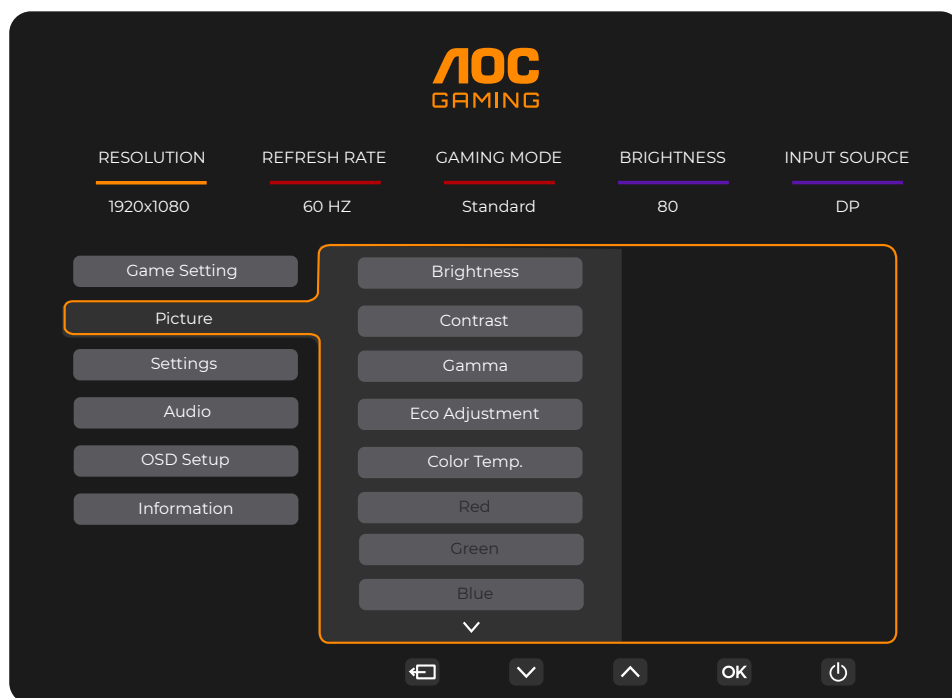 AOC
GAMING
RESOLUTION REFRESH RATE GAMING MODE BRIGHTNESS INPUT SOURCE
1920x1080 60 HZ Standard 80 DP
Game Setting
Picture
Settings
Audio
OSD Setup
Information
Brightness
Contrast
Gamma
Eco Adjustment
Color Temp.
Red
Green
Blue
OK